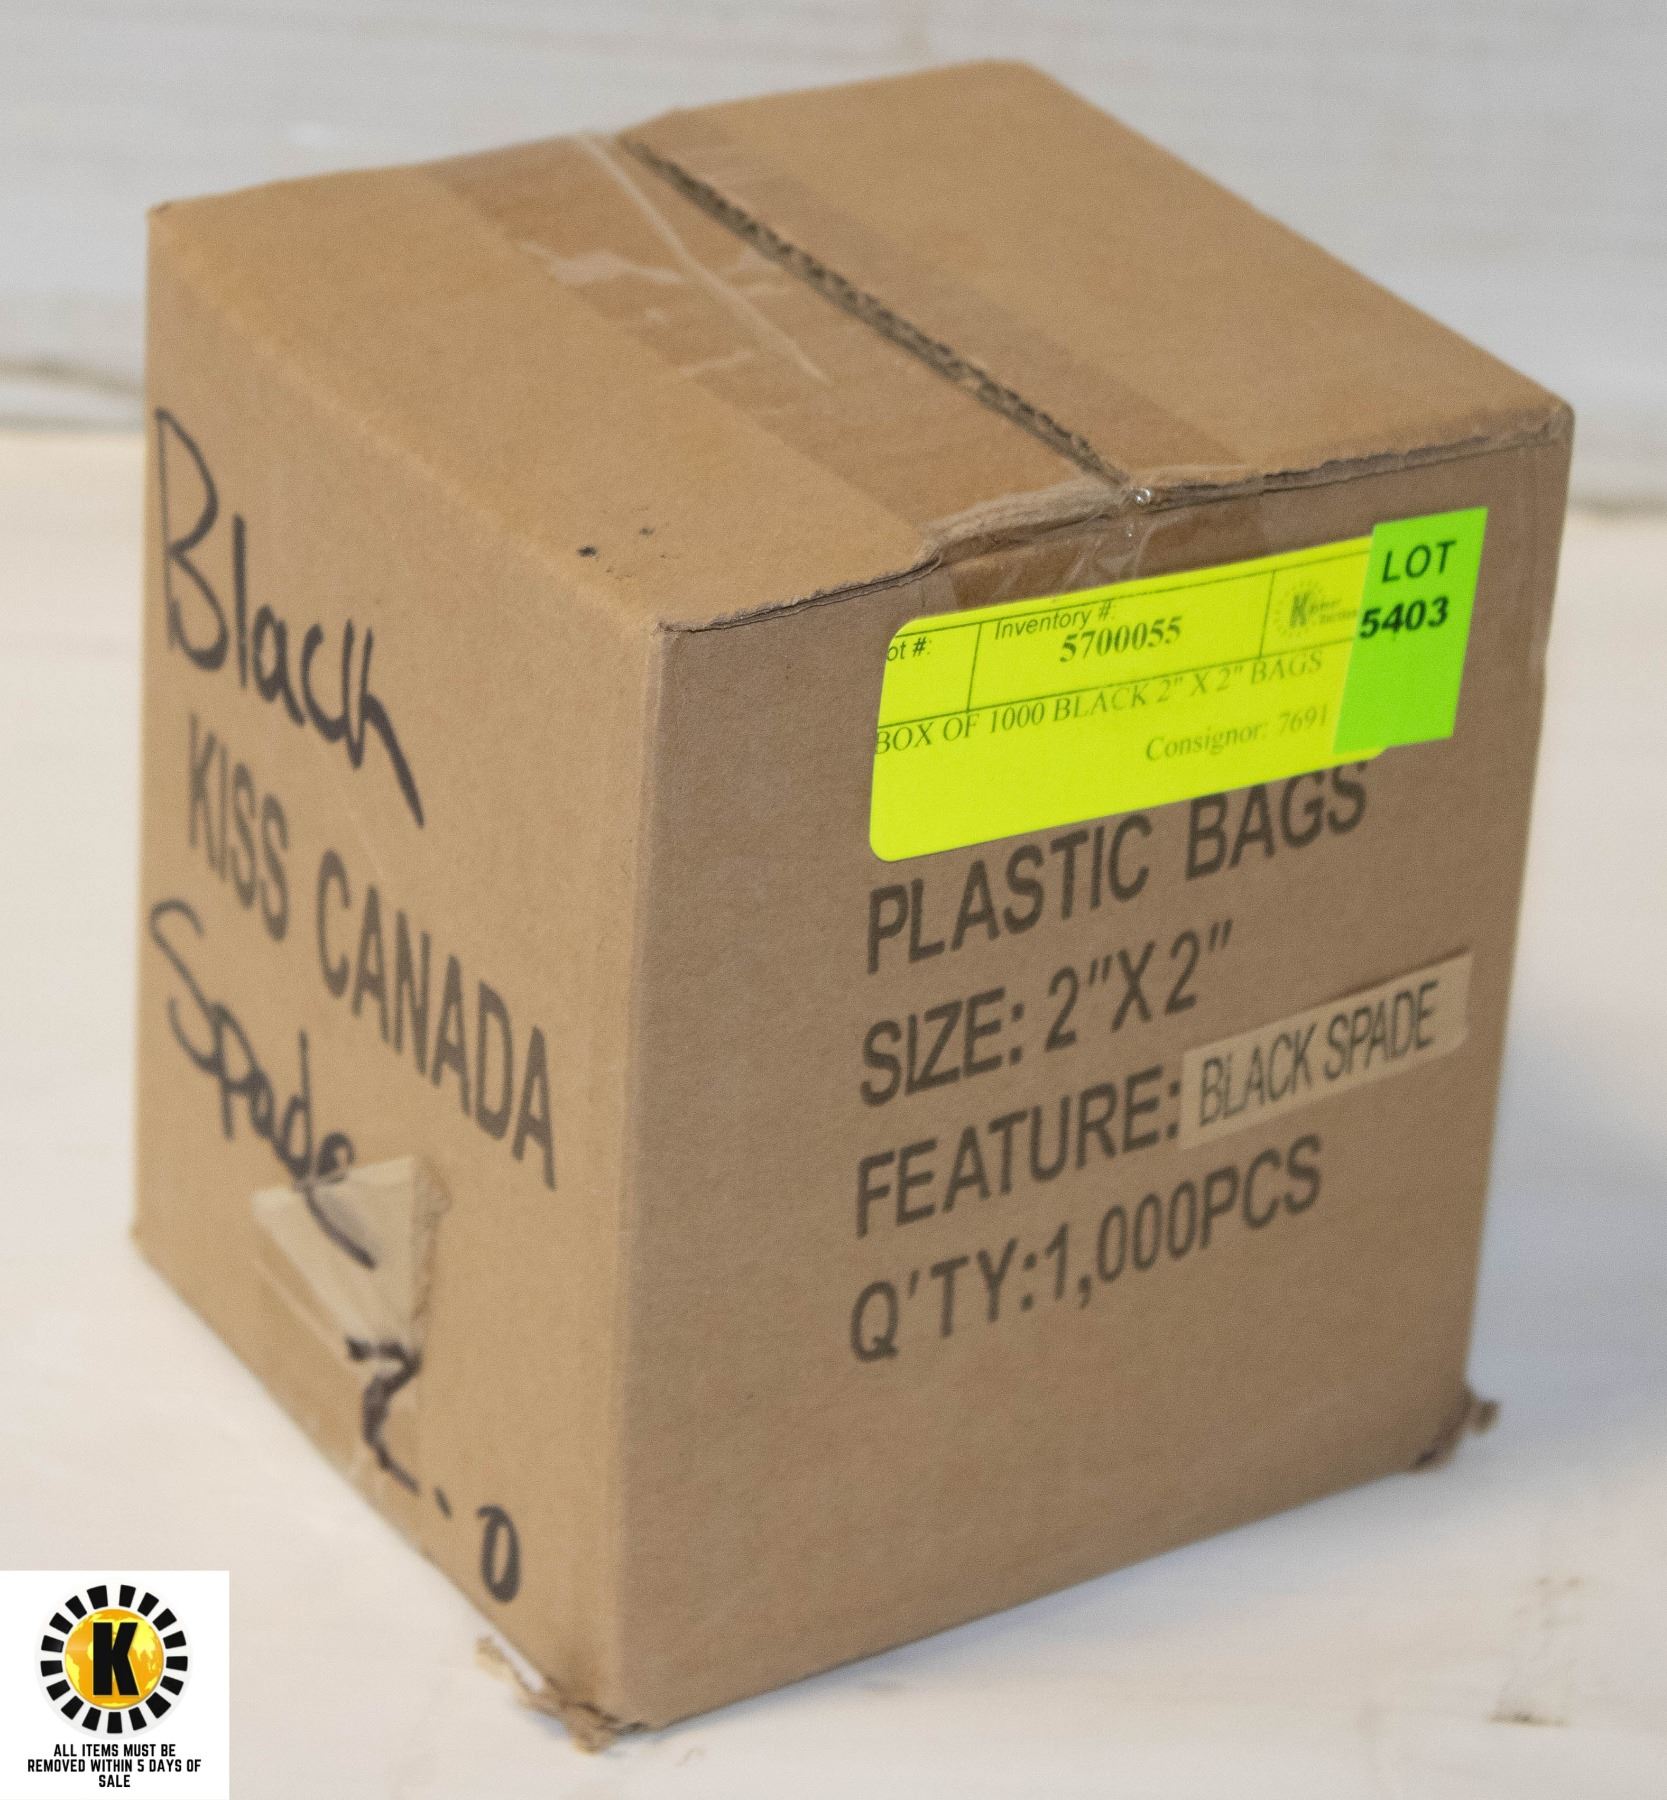 Black
KISS CANADA
Spade
2.0
ot #:
Inventory #:
5700055
LOT
5403
BOX OF 1000 BLACK 2" X 2" BAGS
Consignor: 7691
PLASTIC BAGS
SIZE: 2"X2"
FEATURE: BLACK SPADE
Q'TY:1,000PCS
K
ALL ITEMS MUST BE
REMOVED WITHIN 5 DAYS OF
SALE